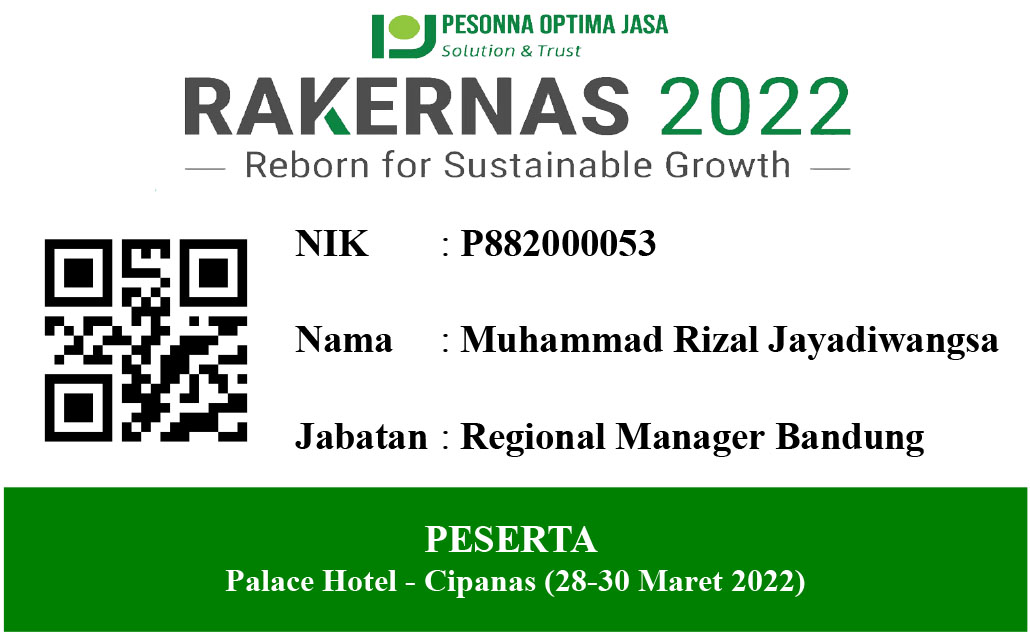 PESONNA OPTIMA JASA
Solution & Trust
RAKERNAS 2022
Reborn for Sustainable Growth
NIK : P882000053
Nama : Muhammad Rizal Jayadiwangsa
Jabatan : Regional Manager Bandung
PESERTA
Palace Hotel - Cipanas (28-30 Maret 2022)